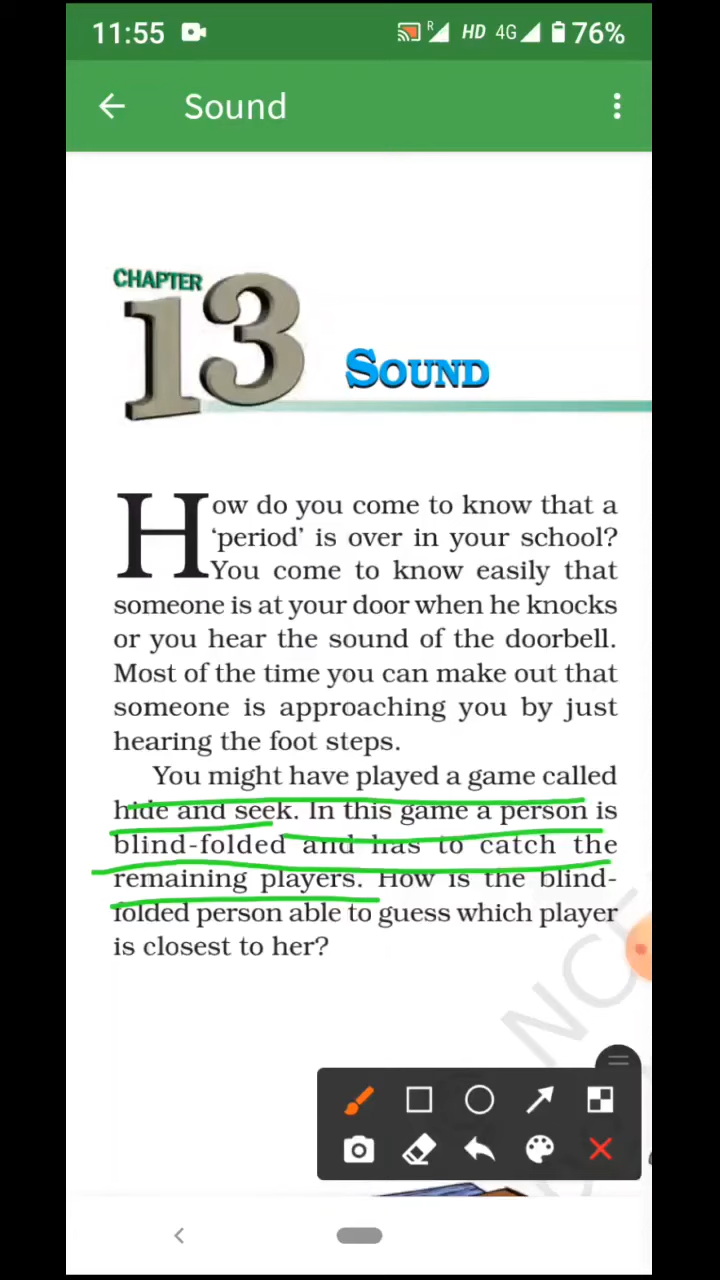 11:55 R HD 4G 76%
Sound
CHAPTER
13 SOUND
How do you come to know that a
‘period’ is over in your school?
You come to know easily that
someone is at your door when he knocks
or you hear the sound of the doorbell.
Most of the time you can make out that
someone is approaching you by just
hearing the foot steps.
You might have played a game called
hide and seek. In this game a person is
blind-folded and has to catch the
remaining players. How is the blind-
folded person able to guess which player
is closest to her?